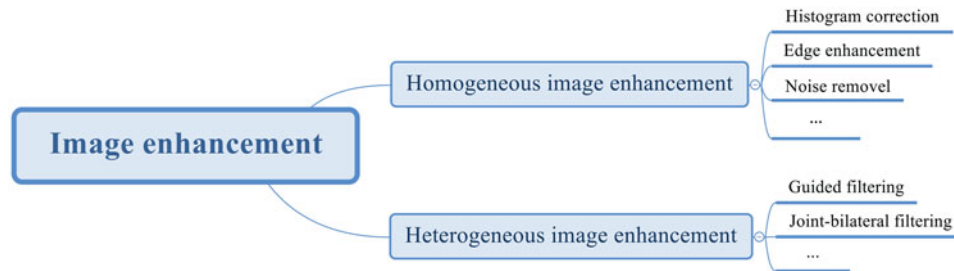 Image enhancement
Homogeneous image enhancement
Histogram correction
Edge enhancement
Noise removel
...
Heterogeneous image enhancement
Guided filtering
Joint-bilateral filtering
...